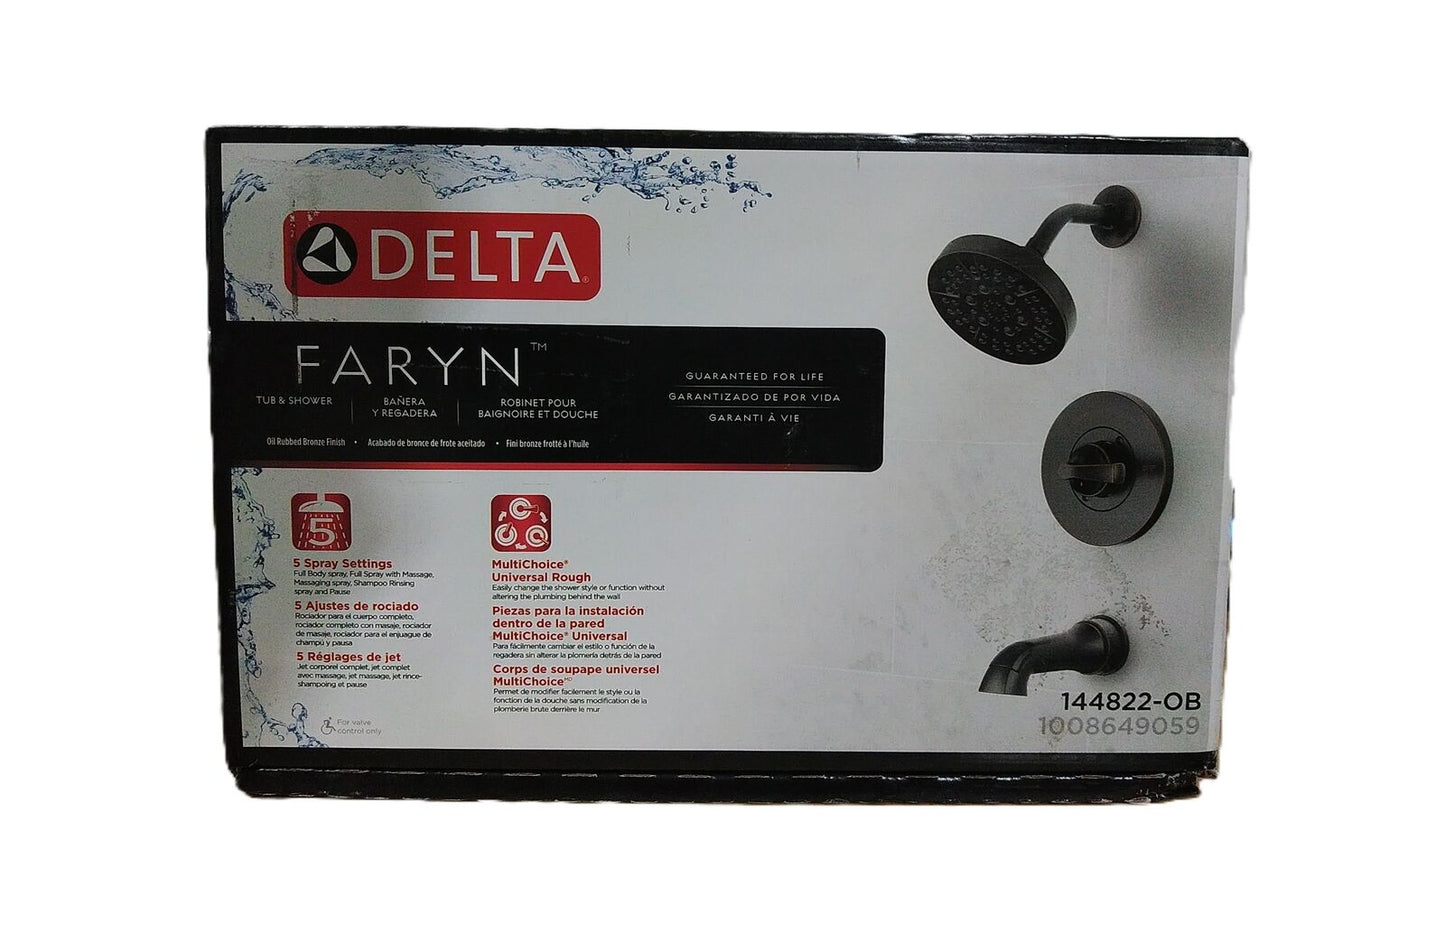 DELTA®
FARYN™
TUB & SHOWER
BAÑERA
Y REGADERA
ROBINET POUR
BAIGNOIRE ET DOUCHE
Oil Rubbed Bronze Finish • Acabado de bronce de frote aceitado • Fini bronze frotté à l'huile
GUARANTEED FOR LIFE
GARANTIZADO DE POR VIDA
GARANTI À VIE
5
5 Spray Settings
Full Body spray, Full Spray with Massage,
Massaging spray, Shampoo Rinsing
spray and Pause
5 Ajustes de rociado
Rociador para el cuerpo completo,
rociador completo con masaje, rociador
de masaje, rociador para el enjuague de
champú y pausa
5 Réglages de jet
Jet corporel complet, jet complet
avec massage, jet massage, jet rince-
shampoing et pause
For valve
control only
MultiChoice®
Universal Rough
Easily change the shower style or function without
altering the plumbing behind the wall
Piezas para la instalación
dentro de la pared
MultiChoice® Universal
Para fácilmente cambiar el estilo o función de la
regadera sin alterar la plomería detrás de la pared
Corps de soupape universel
MultiChoice MD
Permet de modifier facilement le style ou la
fonction de la douche sans modification de la
plomberie brute derrière le mur
144822-OB
1008649059